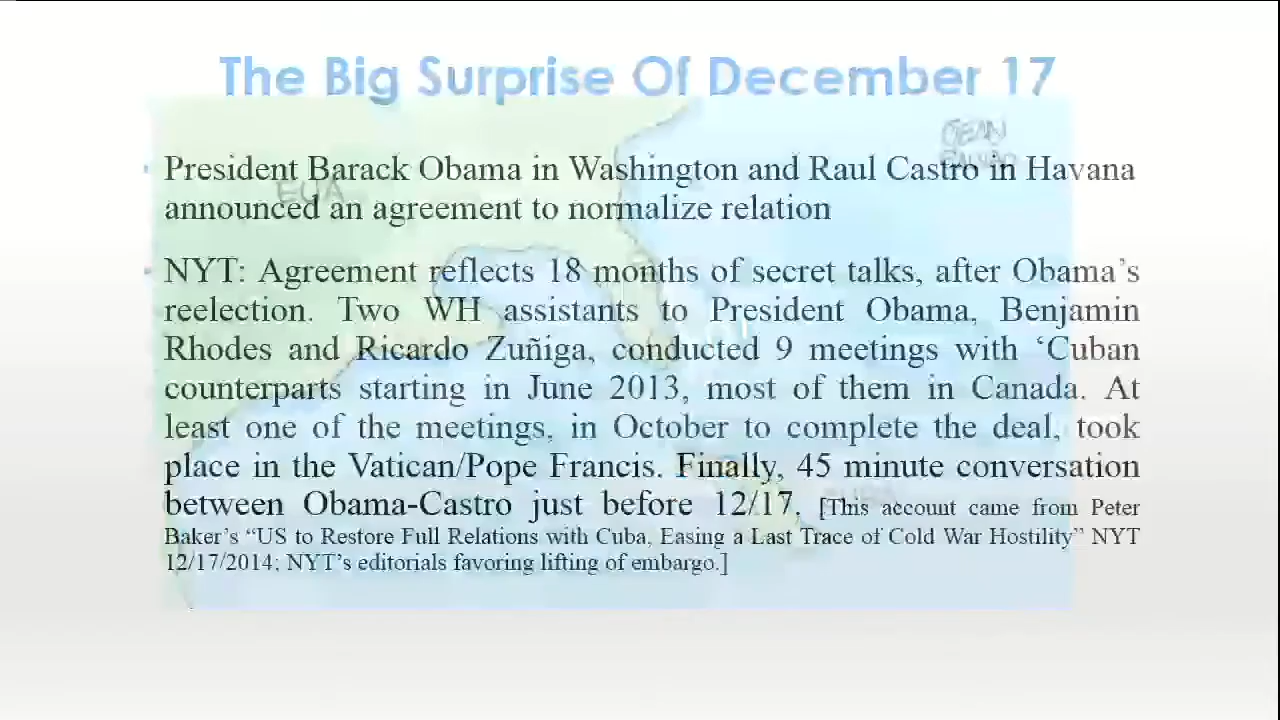 The Big Surprise Of December 17
President Barack Obama in Washington and Raul Castro in Havana
announced an agreement to normalize relation
NYT: Agreement reflects 18 months of secret talks, after Obama’s
reelection. Two WH assistants to President Obama, Benjamin
Rhodes and Ricardo Zuñiga, conducted 9 meetings with ‘Cuban
counterparts starting in June 2013, most of them in Canada. At
least one of the meetings, in October to complete the deal, took
place in the Vatican/Pope Francis. Finally, 45 minute conversation
between Obama-Castro just before 12/17. [This account came from Peter
Baker’s “US to Restore Full Relations with Cuba, Easing a Last Trace of Cold War Hostility” NYT
12/17/2014; NYT’s editorials favoring lifting of embargo.]
EUA